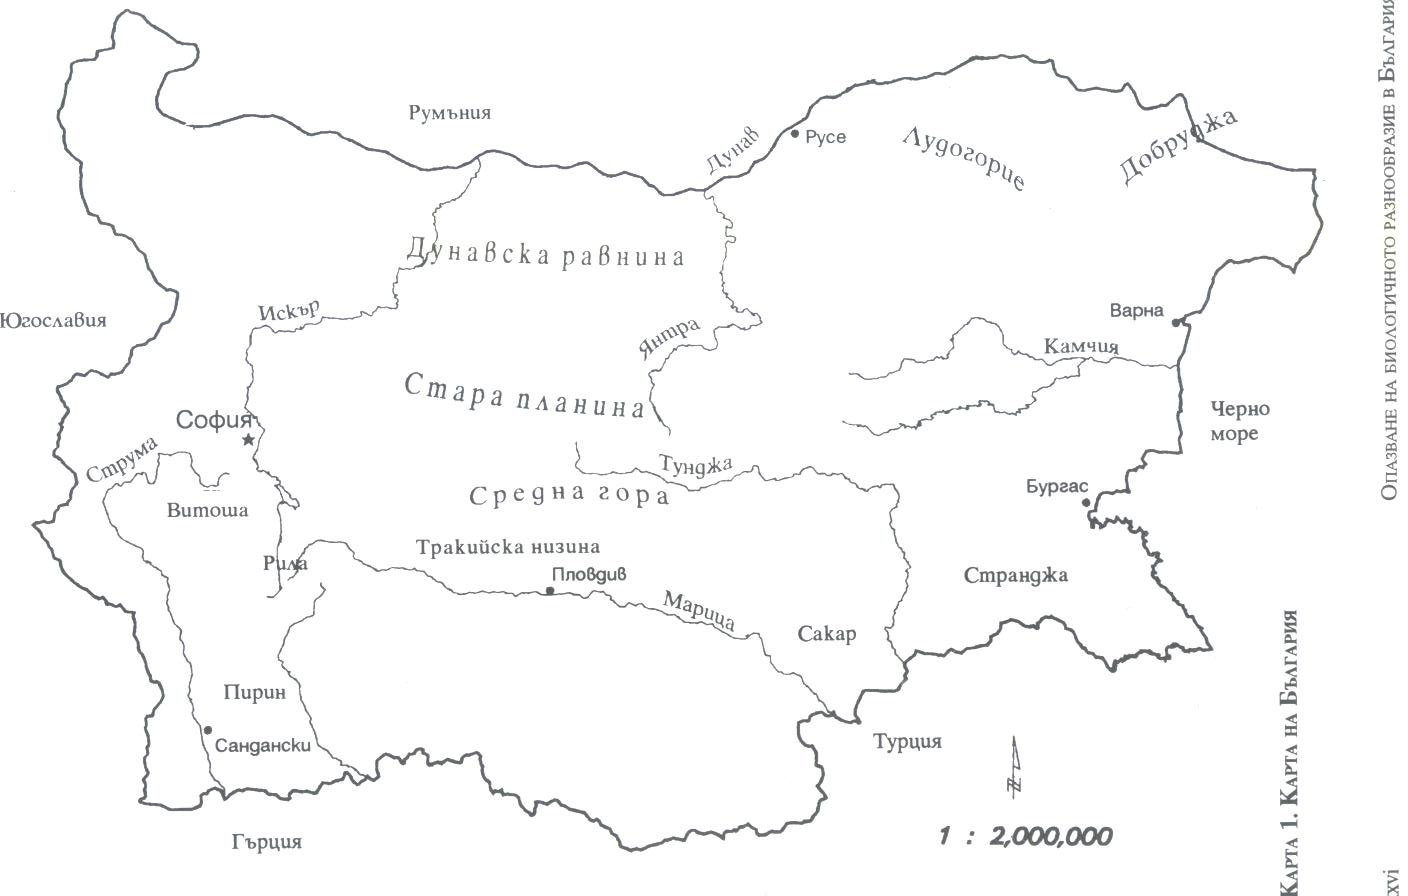 Румъния
Дунав
Русе
Лудогорие
Добруджа
Дунавска равнина
Югославия
Искър
Янтра
Варна
Камчия
Стара планина
София
Черно
море
Струма
Тунджа
Средна гора
Бургас
Витоша
Рила
Тракийска низина
Пловдив
Марица
Странджа
Сакар
Пирин
Сандански
Турция
Гърция
N
1 : 2,000,000
Карта 1. Карта на България
Опазване на биологичното разнообразие в България
xvi